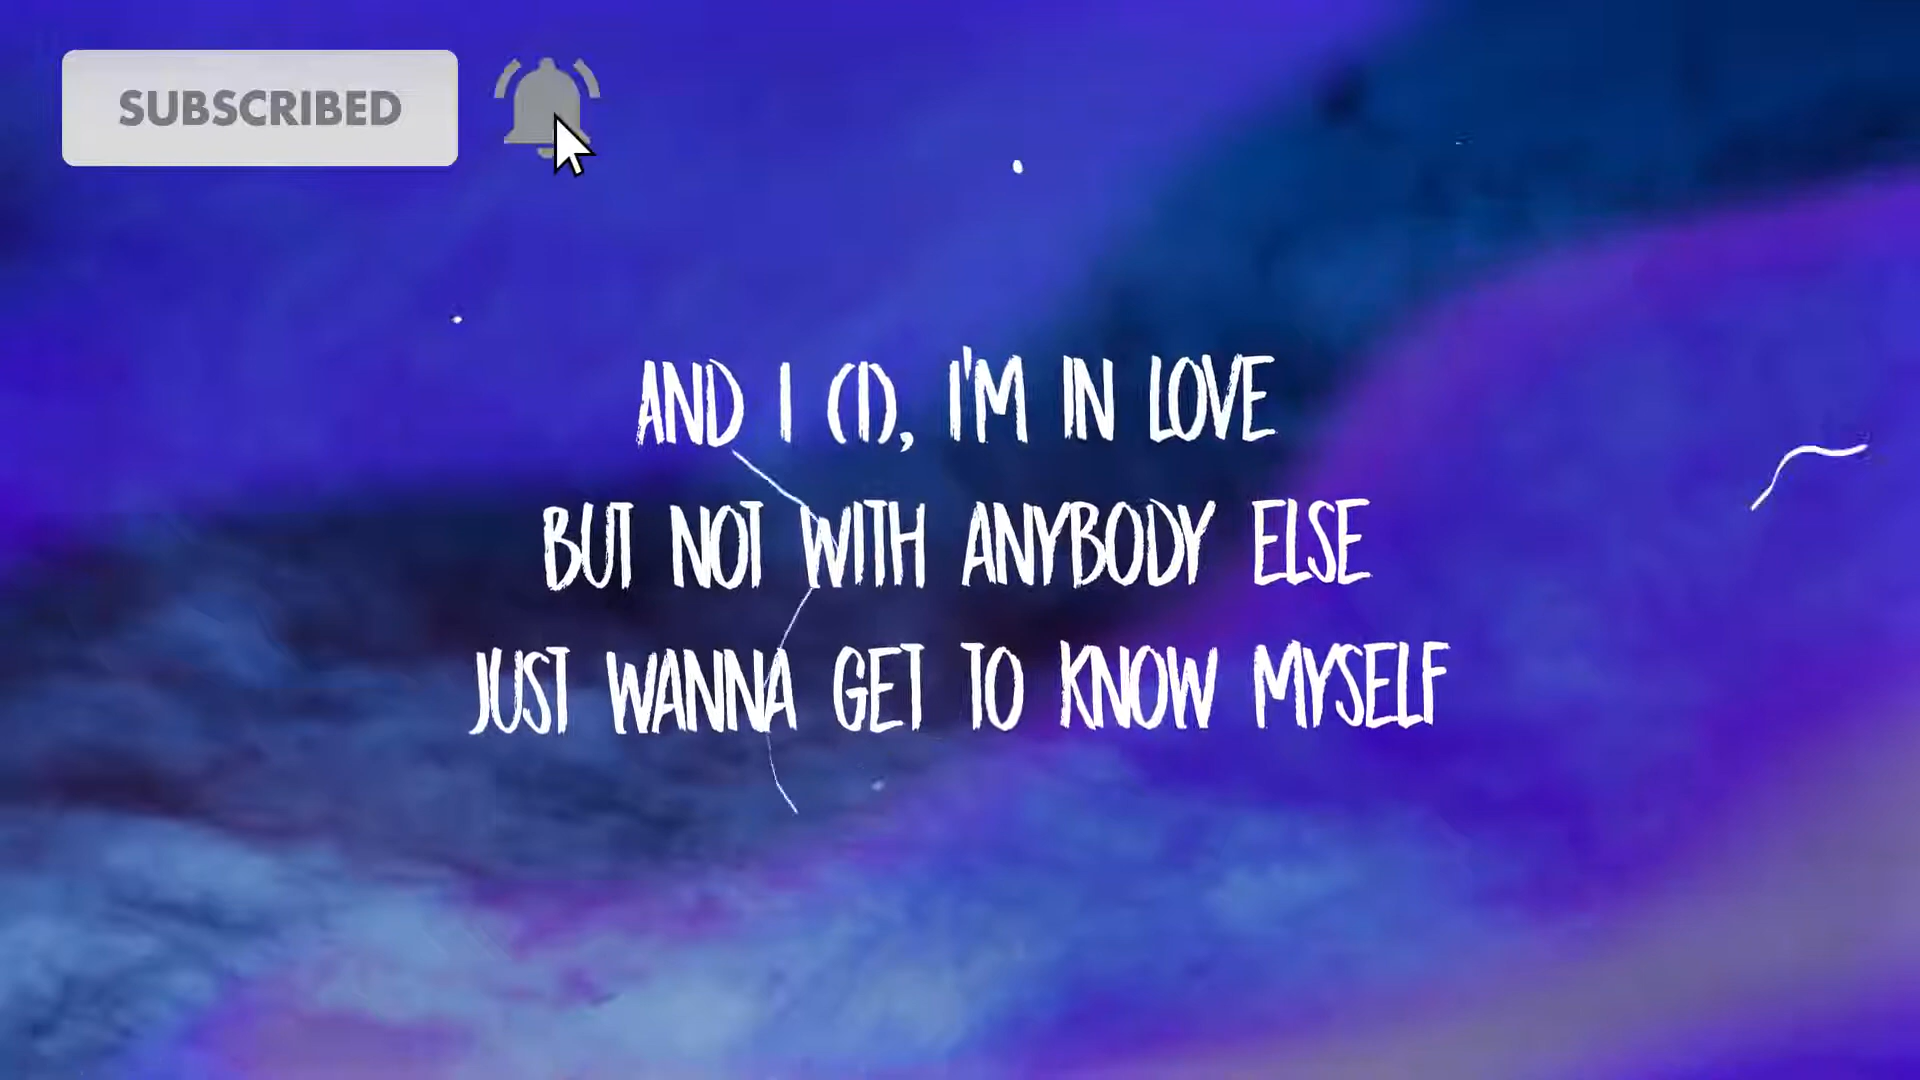 SUBSCRIBED
AND I (I), I'M IN LOVE
BUT NOT WITH ANYBODY ELSE
JUST WANNA GET TO KNOW MYSELF